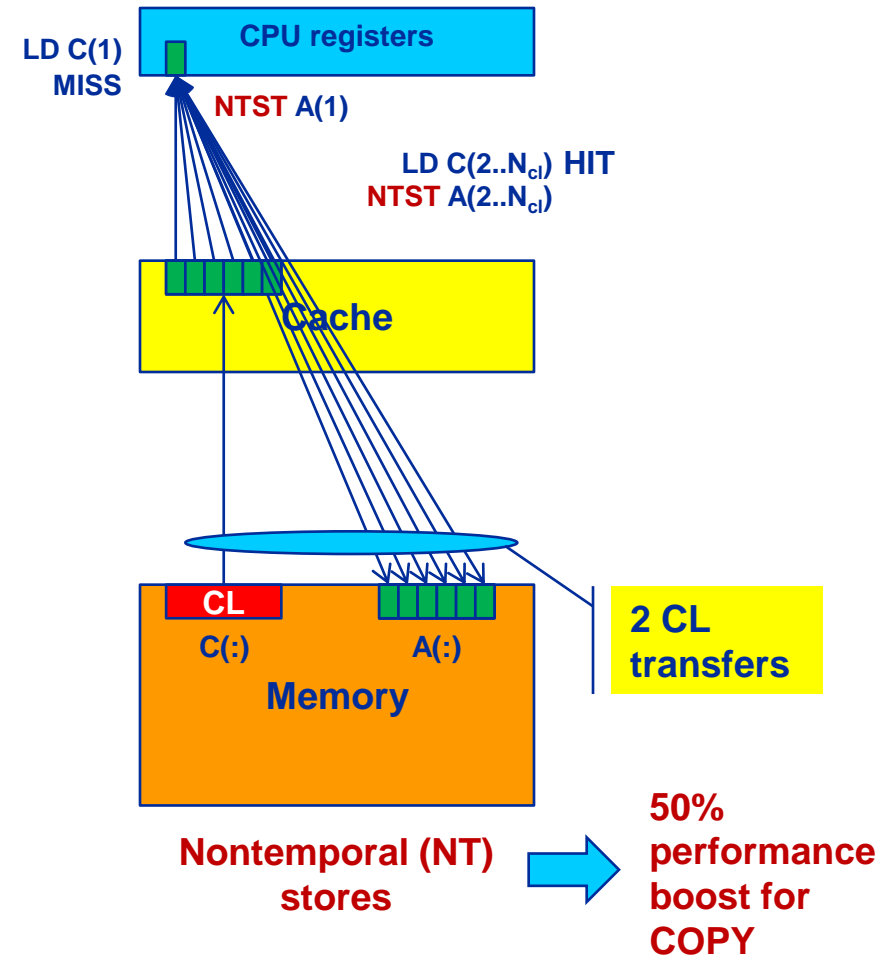 CPU registers
LD C(1)
MISS
NTST A(1)
LD C(2..Ncl) HIT
NTST A(2..Ncl)
Cache
CL
C(:)
A(:)
Memory
2 CL
transfers
Nontemporal (NT)
stores
50%
performance
boost for
COPY